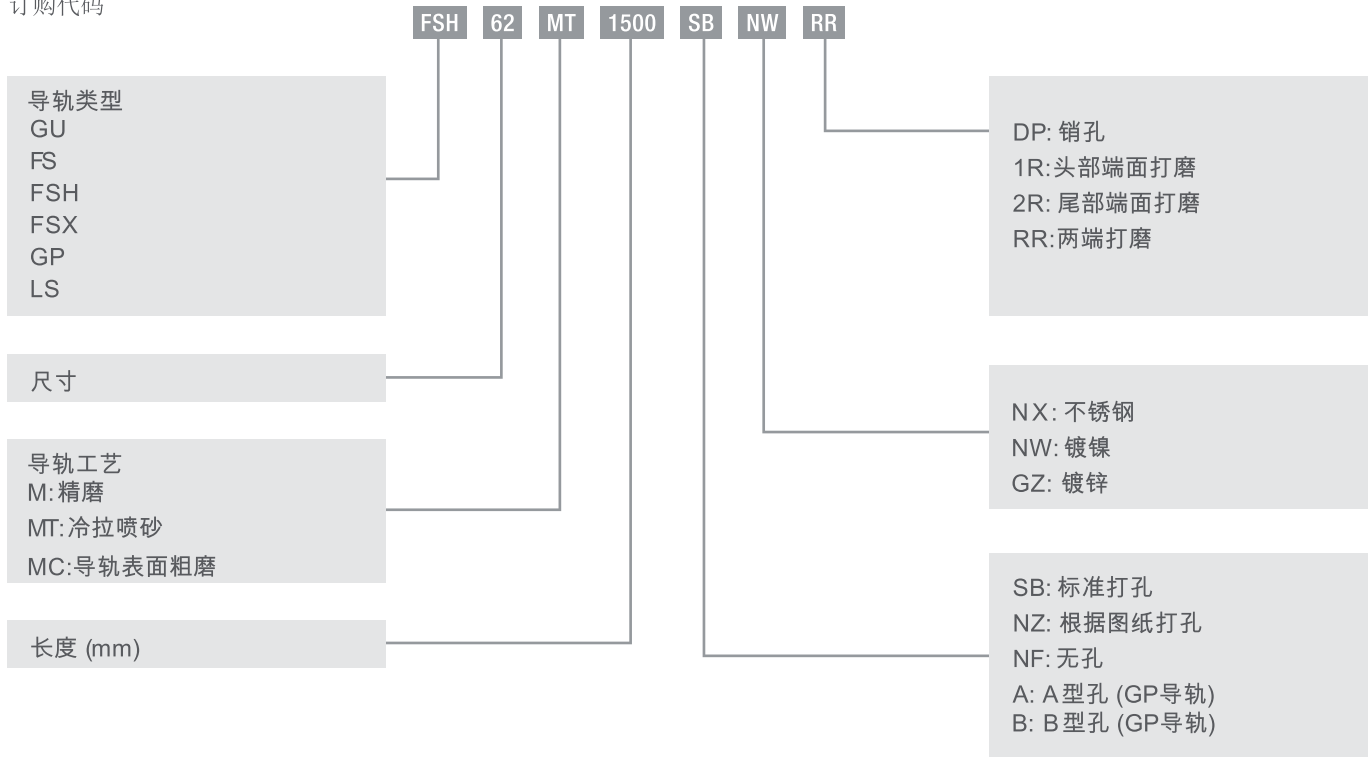 订购代码
FSH 62 MT 1500 SB NW RR
导轨类型
GU
FS
FSH
FSX
GP
LS
尺寸
导轨工艺
M:精磨
MT:冷拉喷砂
MC:导轨表面粗磨
长度 (mm)
DP: 销孔
1R:头部端面打磨
2R: 尾部端面打磨
RR:两端打磨
NX: 不锈钢
NW: 镀镍
GZ: 镀锌
SB: 标准打孔
NZ: 根据图纸打孔
NF: 无孔
A: A型孔 (GP导轨)
B: B型孔 (GP导轨)